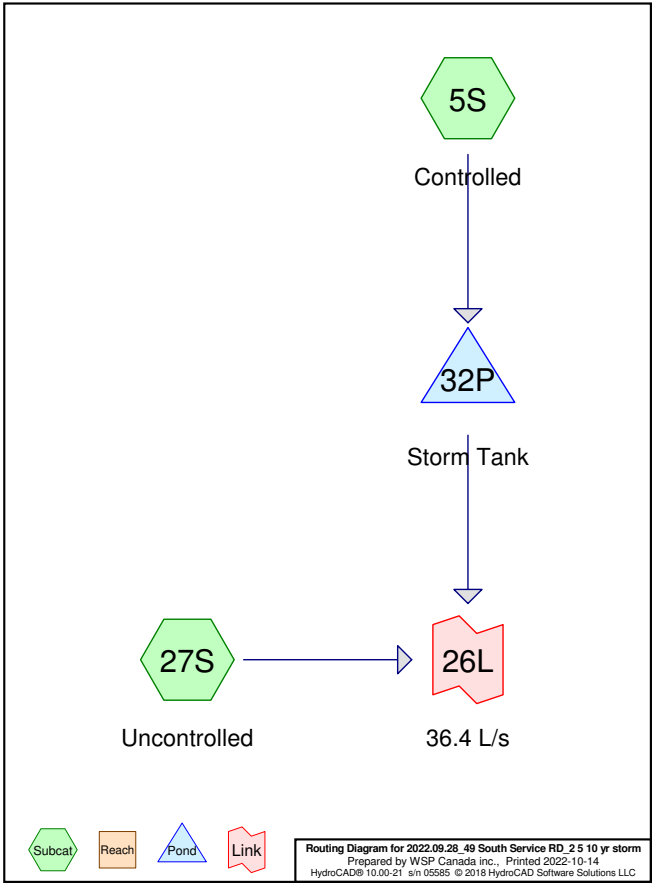 5S
Controlled
32P
Storm Tank
27S
26L
Uncontrolled
36.4 L/s
Subcat
Reach
Pond
Link
Routing Diagram for 2022.09.28_49 South Service RD_2 5 10 yr storm
Prepared by WSP Canada inc., Printed 2022-10-14
HydroCAD® 10.00-21 s/n 05585 © 2018 HydroCAD Software Solutions LLC